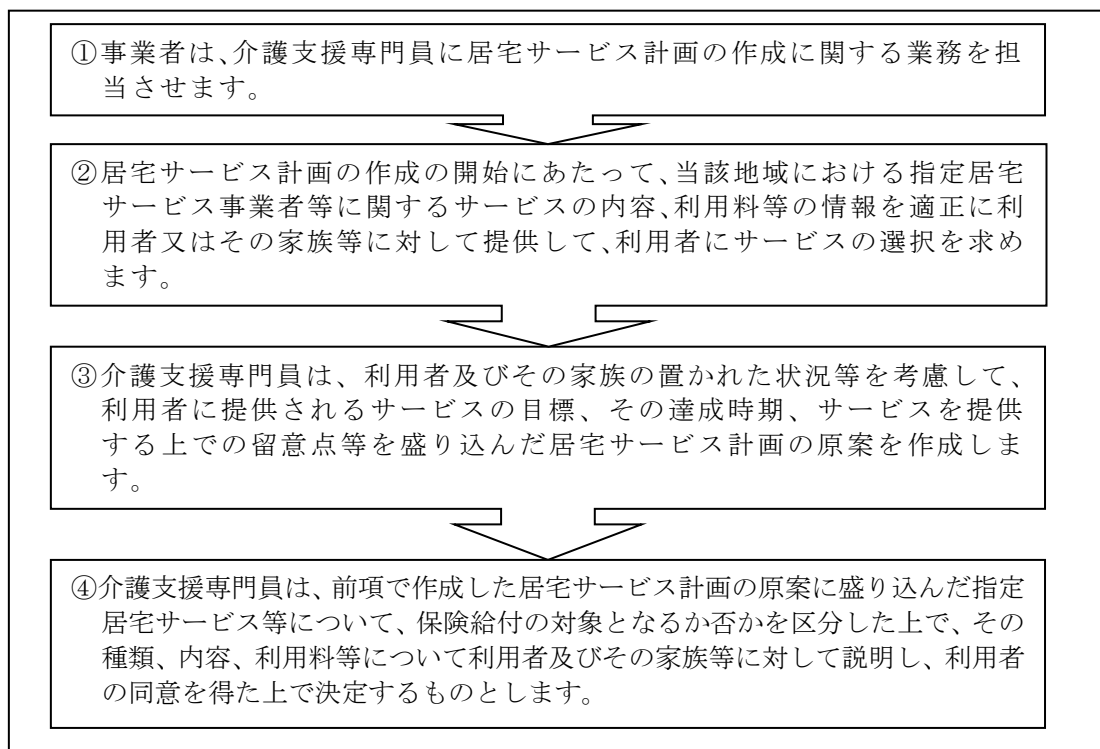 ①事業者は、介護支援専門員に居宅サービス計画の作成に関する業務を担
当させます。
②居宅サービス計画の作成の開始にあたって、当該地域における指定居宅
サービス事業者等に関するサービスの内容、利用料等の情報を適正に利
用者又はその家族等に対して提供して、利用者にサービスの選択を求め
ます。
③介護支援専門員は、利用者及びその家族の置かれた状況等を考慮して、
利用者に提供されるサービスの目標、その達成時期、サービスを提供
する上での留意点等を盛り込んだ居宅サービス計画の原案を作成しま
す。
④介護支援専門員は、前項で作成した居宅サービス計画の原案に盛り込んだ指定
居宅サービス等について、保険給付の対象となるか否かを区分した上で、その
種類、内容、利用料等について利用者及びその家族等に対して説明し、利用者
の同意を得た上で決定するものとします。